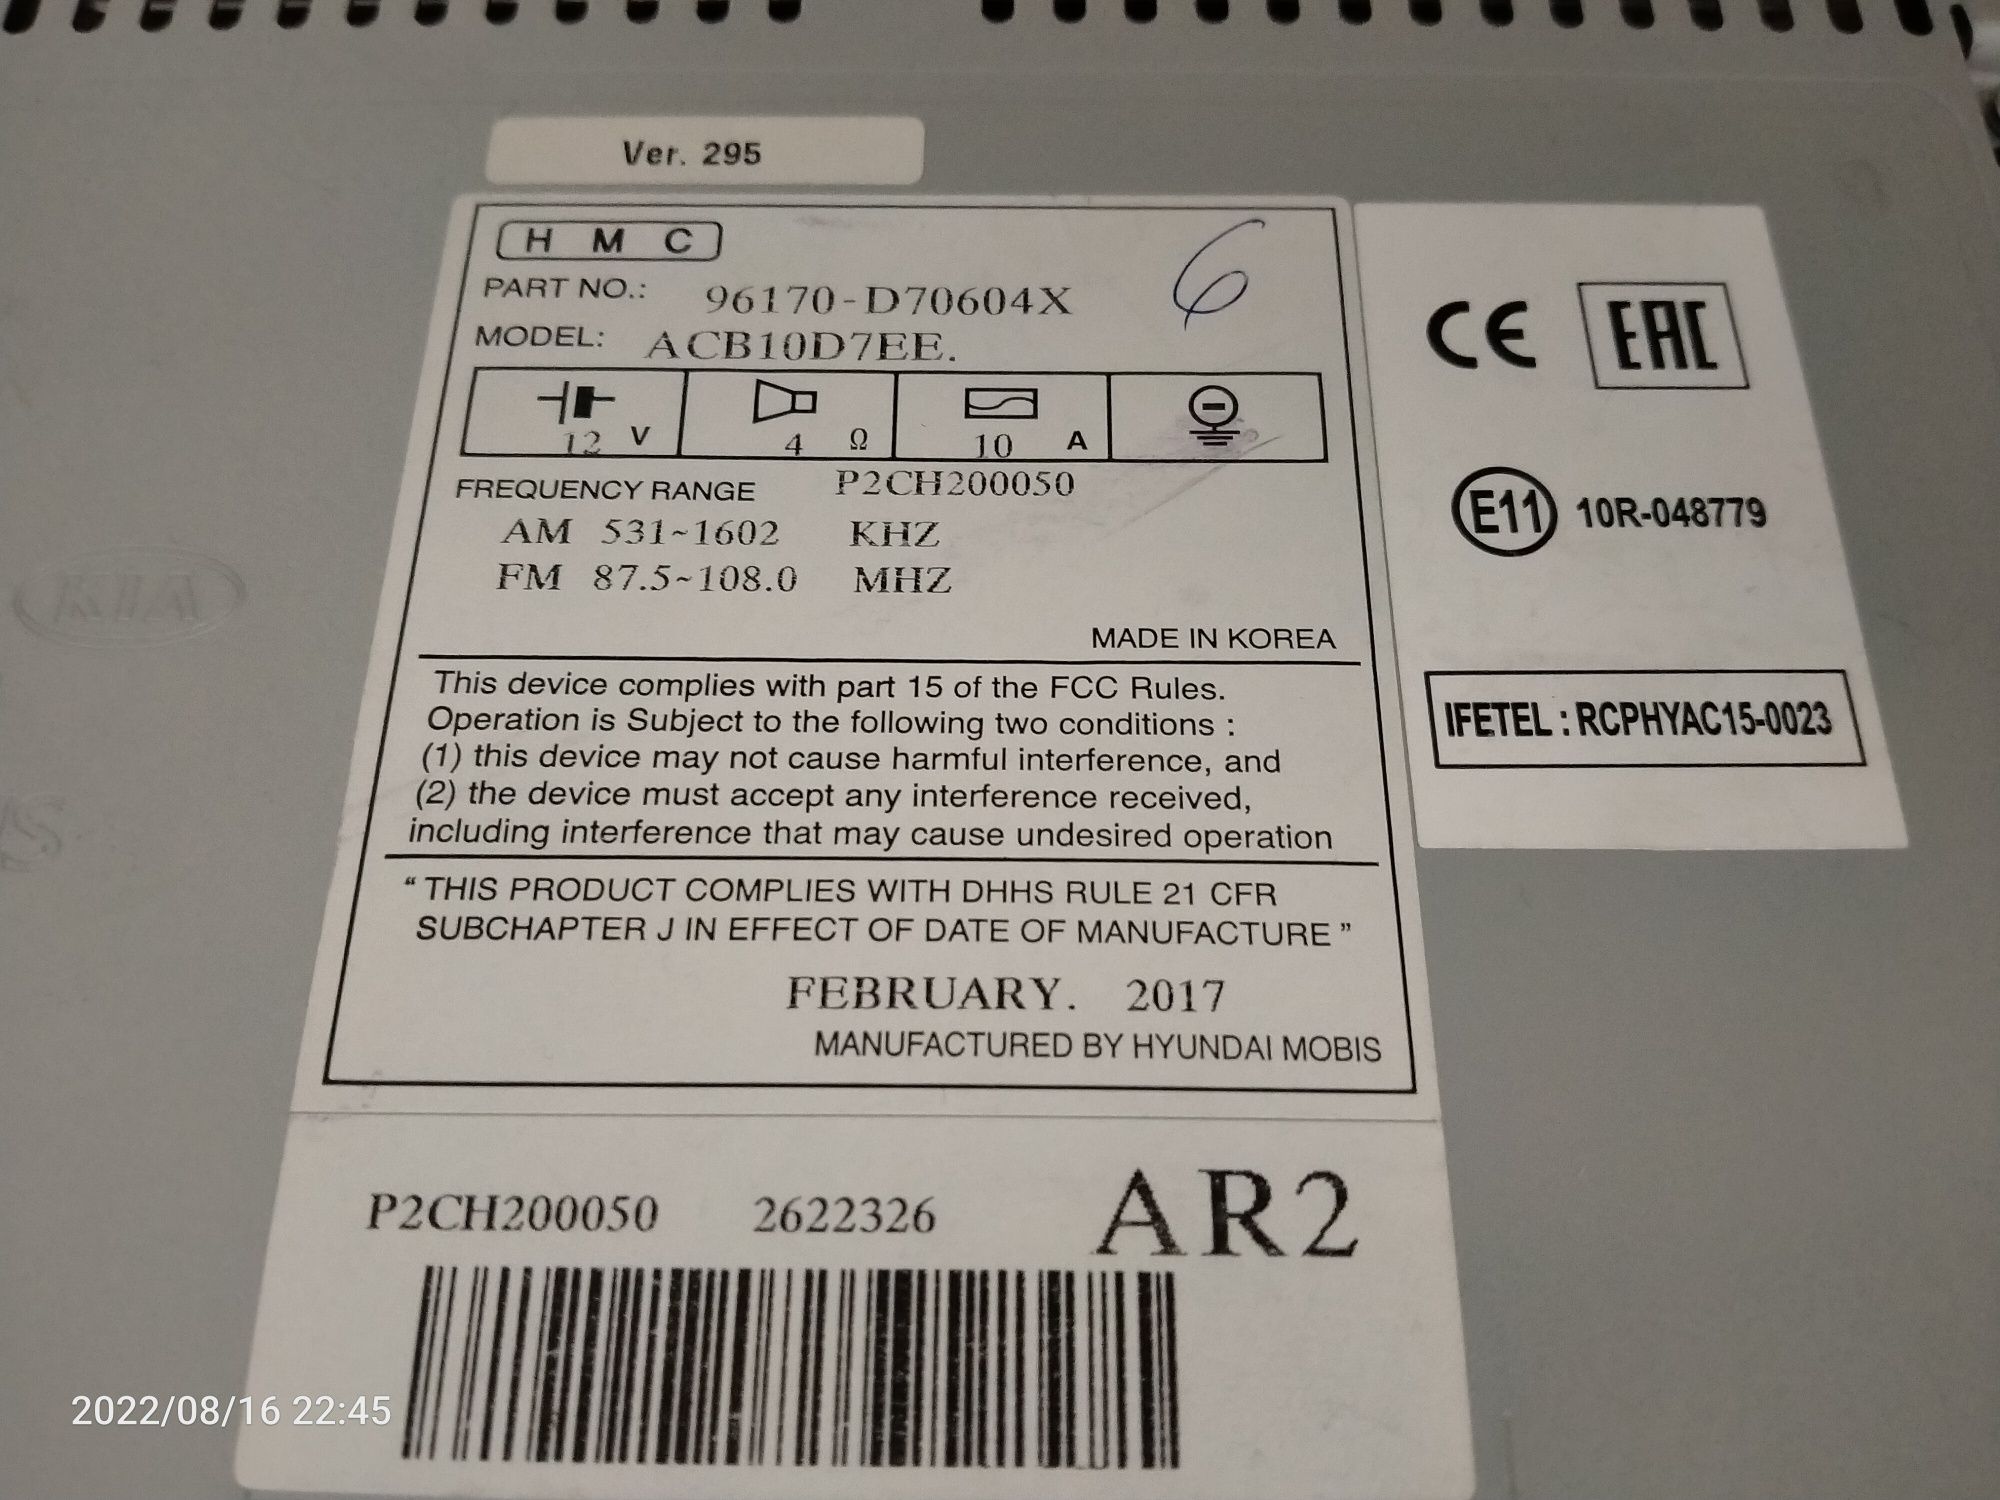 Ver. 295
H M C
6
PART NO.: 96170-D70604X
MODEL: ACB10D7EE.
12 V 4 Ω 10 A
FREQUENCY RANGE P2CH200050
AM 531~1602 KHZ
FM 87.5~108.0 MHZ
MADE IN KOREA
This device complies with part 15 of the FCC Rules.
Operation is Subject to the following two conditions :
(1) this device may not cause harmful interference, and
(2) the device must accept any interference received,
including interference that may cause undesired operation
“ THIS PRODUCT COMPLIES WITH DHHS RULE 21 CFR
SUBCHAPTER J IN EFFECT OF DATE OF MANUFACTURE ”
FEBRUARY. 2017
MANUFACTURED BY HYUNDAI MOBIS
CE EAC
E11 10R-048779
IFETEL : RCPHYAC15-0023
KIA
P2CH200050 2622326 AR2
2022/08/16 22:45